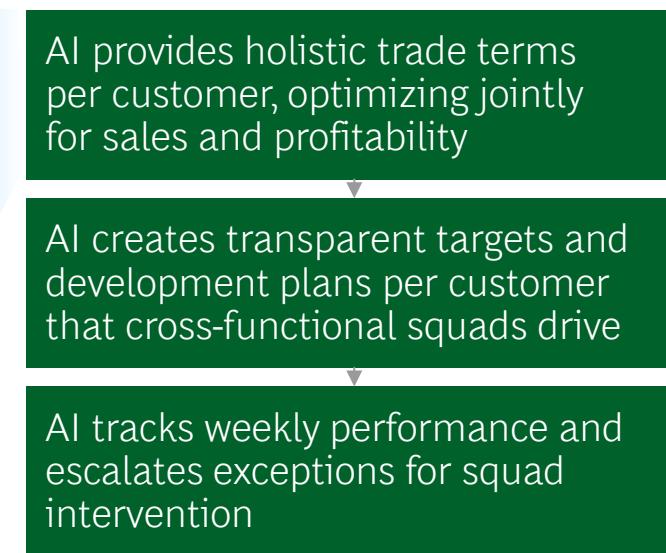 AI provides holistic trade terms
per customer, optimizing jointly
for sales and profitability
AI creates transparent targets and
development plans per customer
that cross-functional squads drive
AI tracks weekly performance and
escalates exceptions for squad
intervention